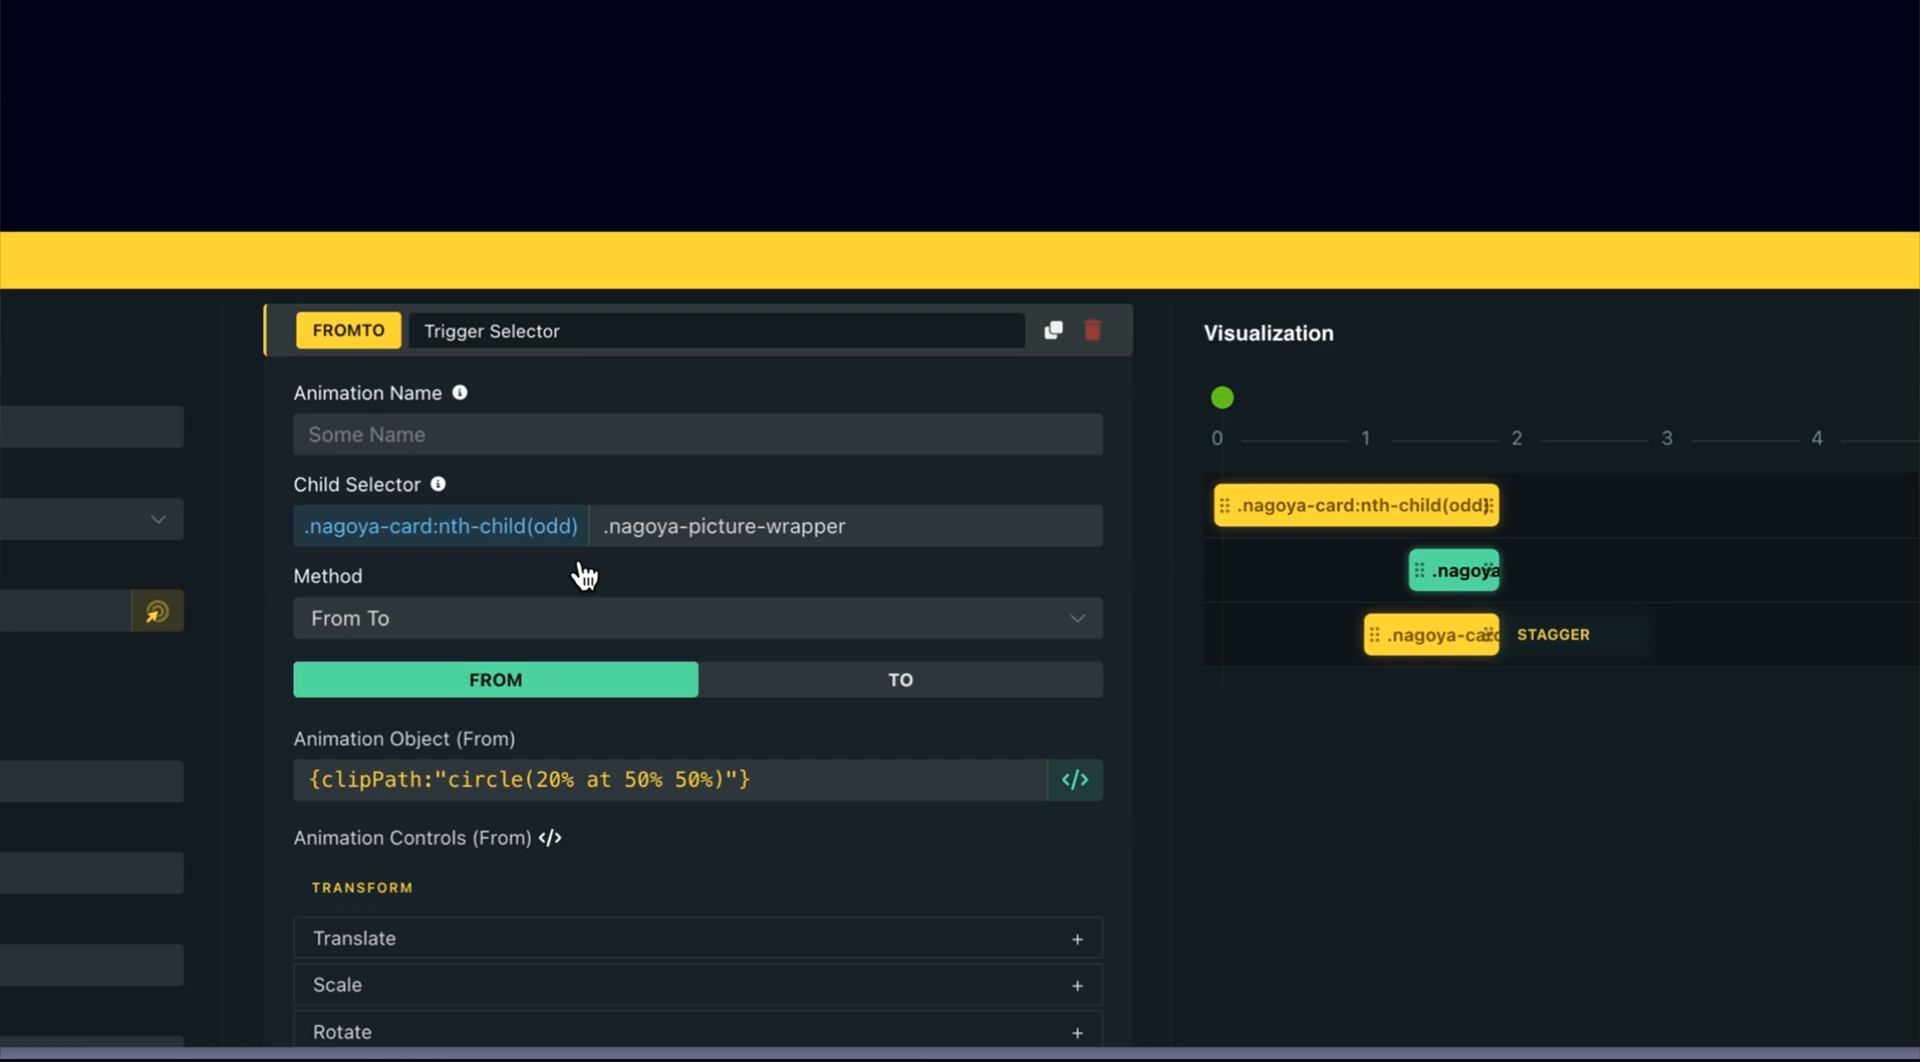 FROMTO Trigger Selector
Animation Name
Some Name
Child Selector
.nagoya-card:nth-child(odd) .nagoya-picture-wrapper
Method
From To
FROM TO
Animation Object (From)
{clipPath:"circle(20% at 50% 50%)"} </>
Animation Controls (From) </>
TRANSFORM
Translate +
Scale +
Rotate +
Visualization
0 1 2 3 4
.nagoya-card:nth-child(odd)
.nagoya
.nagoya-card STAGGER